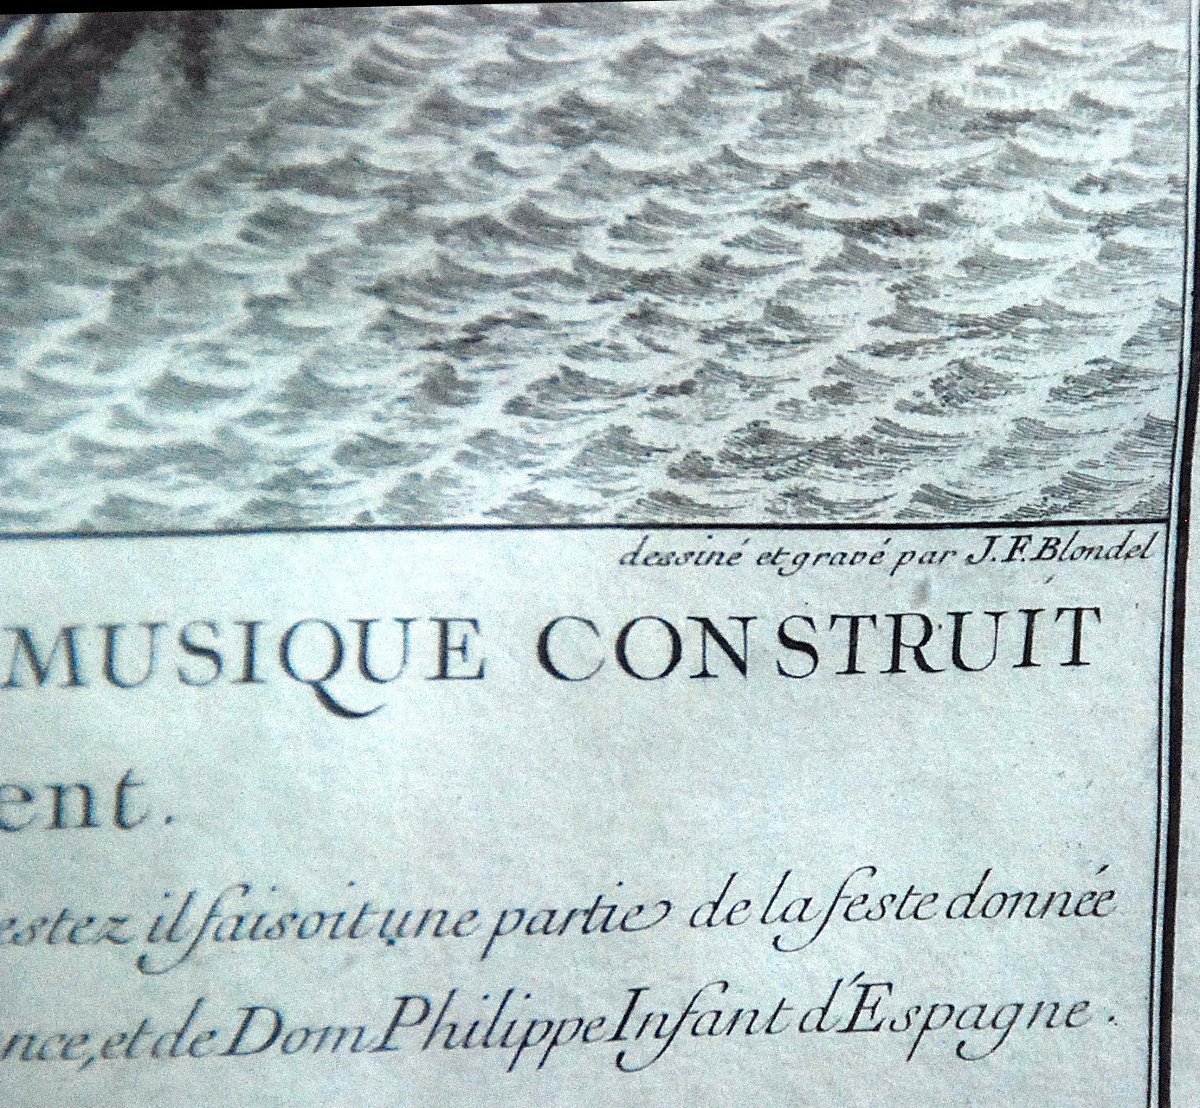 dessiné et gravé par J.F.Blondel
MUSIQUE CONSTRUIT
ent.
estez il faisoit une partie de la feste donnée
nce, et de Dom Philippe Infant d'Espagne.